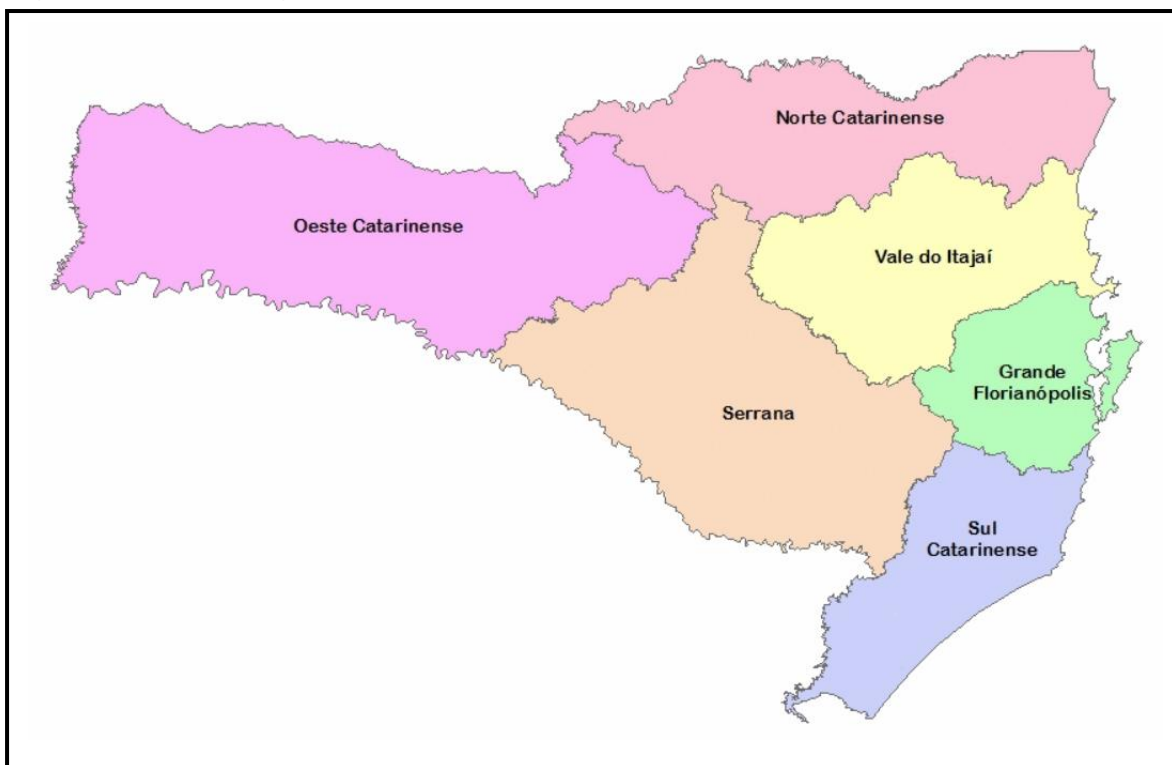 Norte Catarinense
Oeste Catarinense
Vale do Itajaí
Grande
Florianópolis
Serrana
Sul
Catarinense